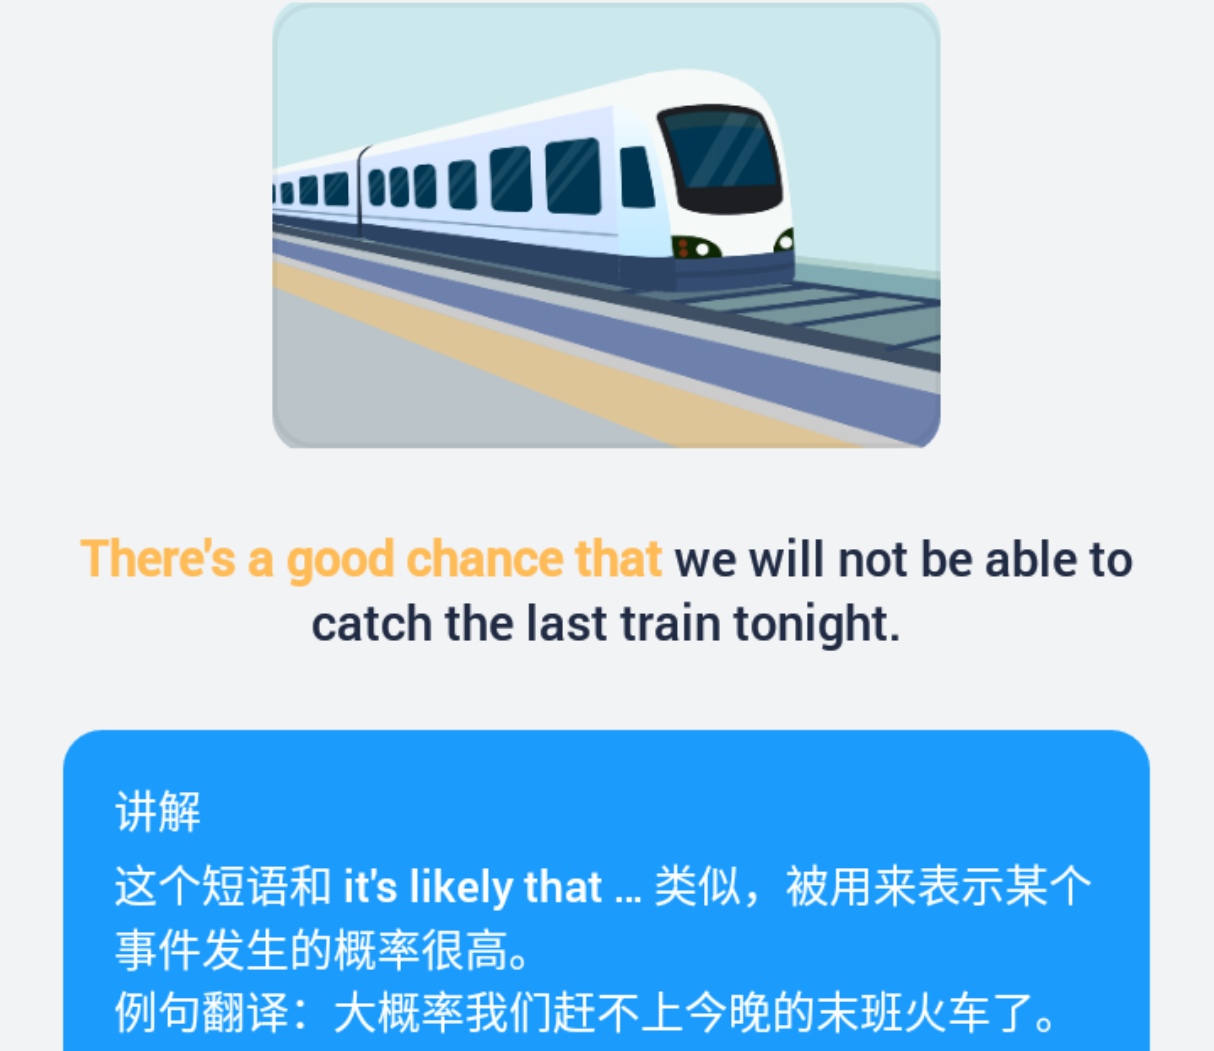 There's a good chance that we will not be able to
catch the last train tonight.
讲解
这个短语和 it's likely that ... 类似，被用来表示某个
事件发生的概率很高。
例句翻译：大概率我们赶不上今晚的末班火车了。